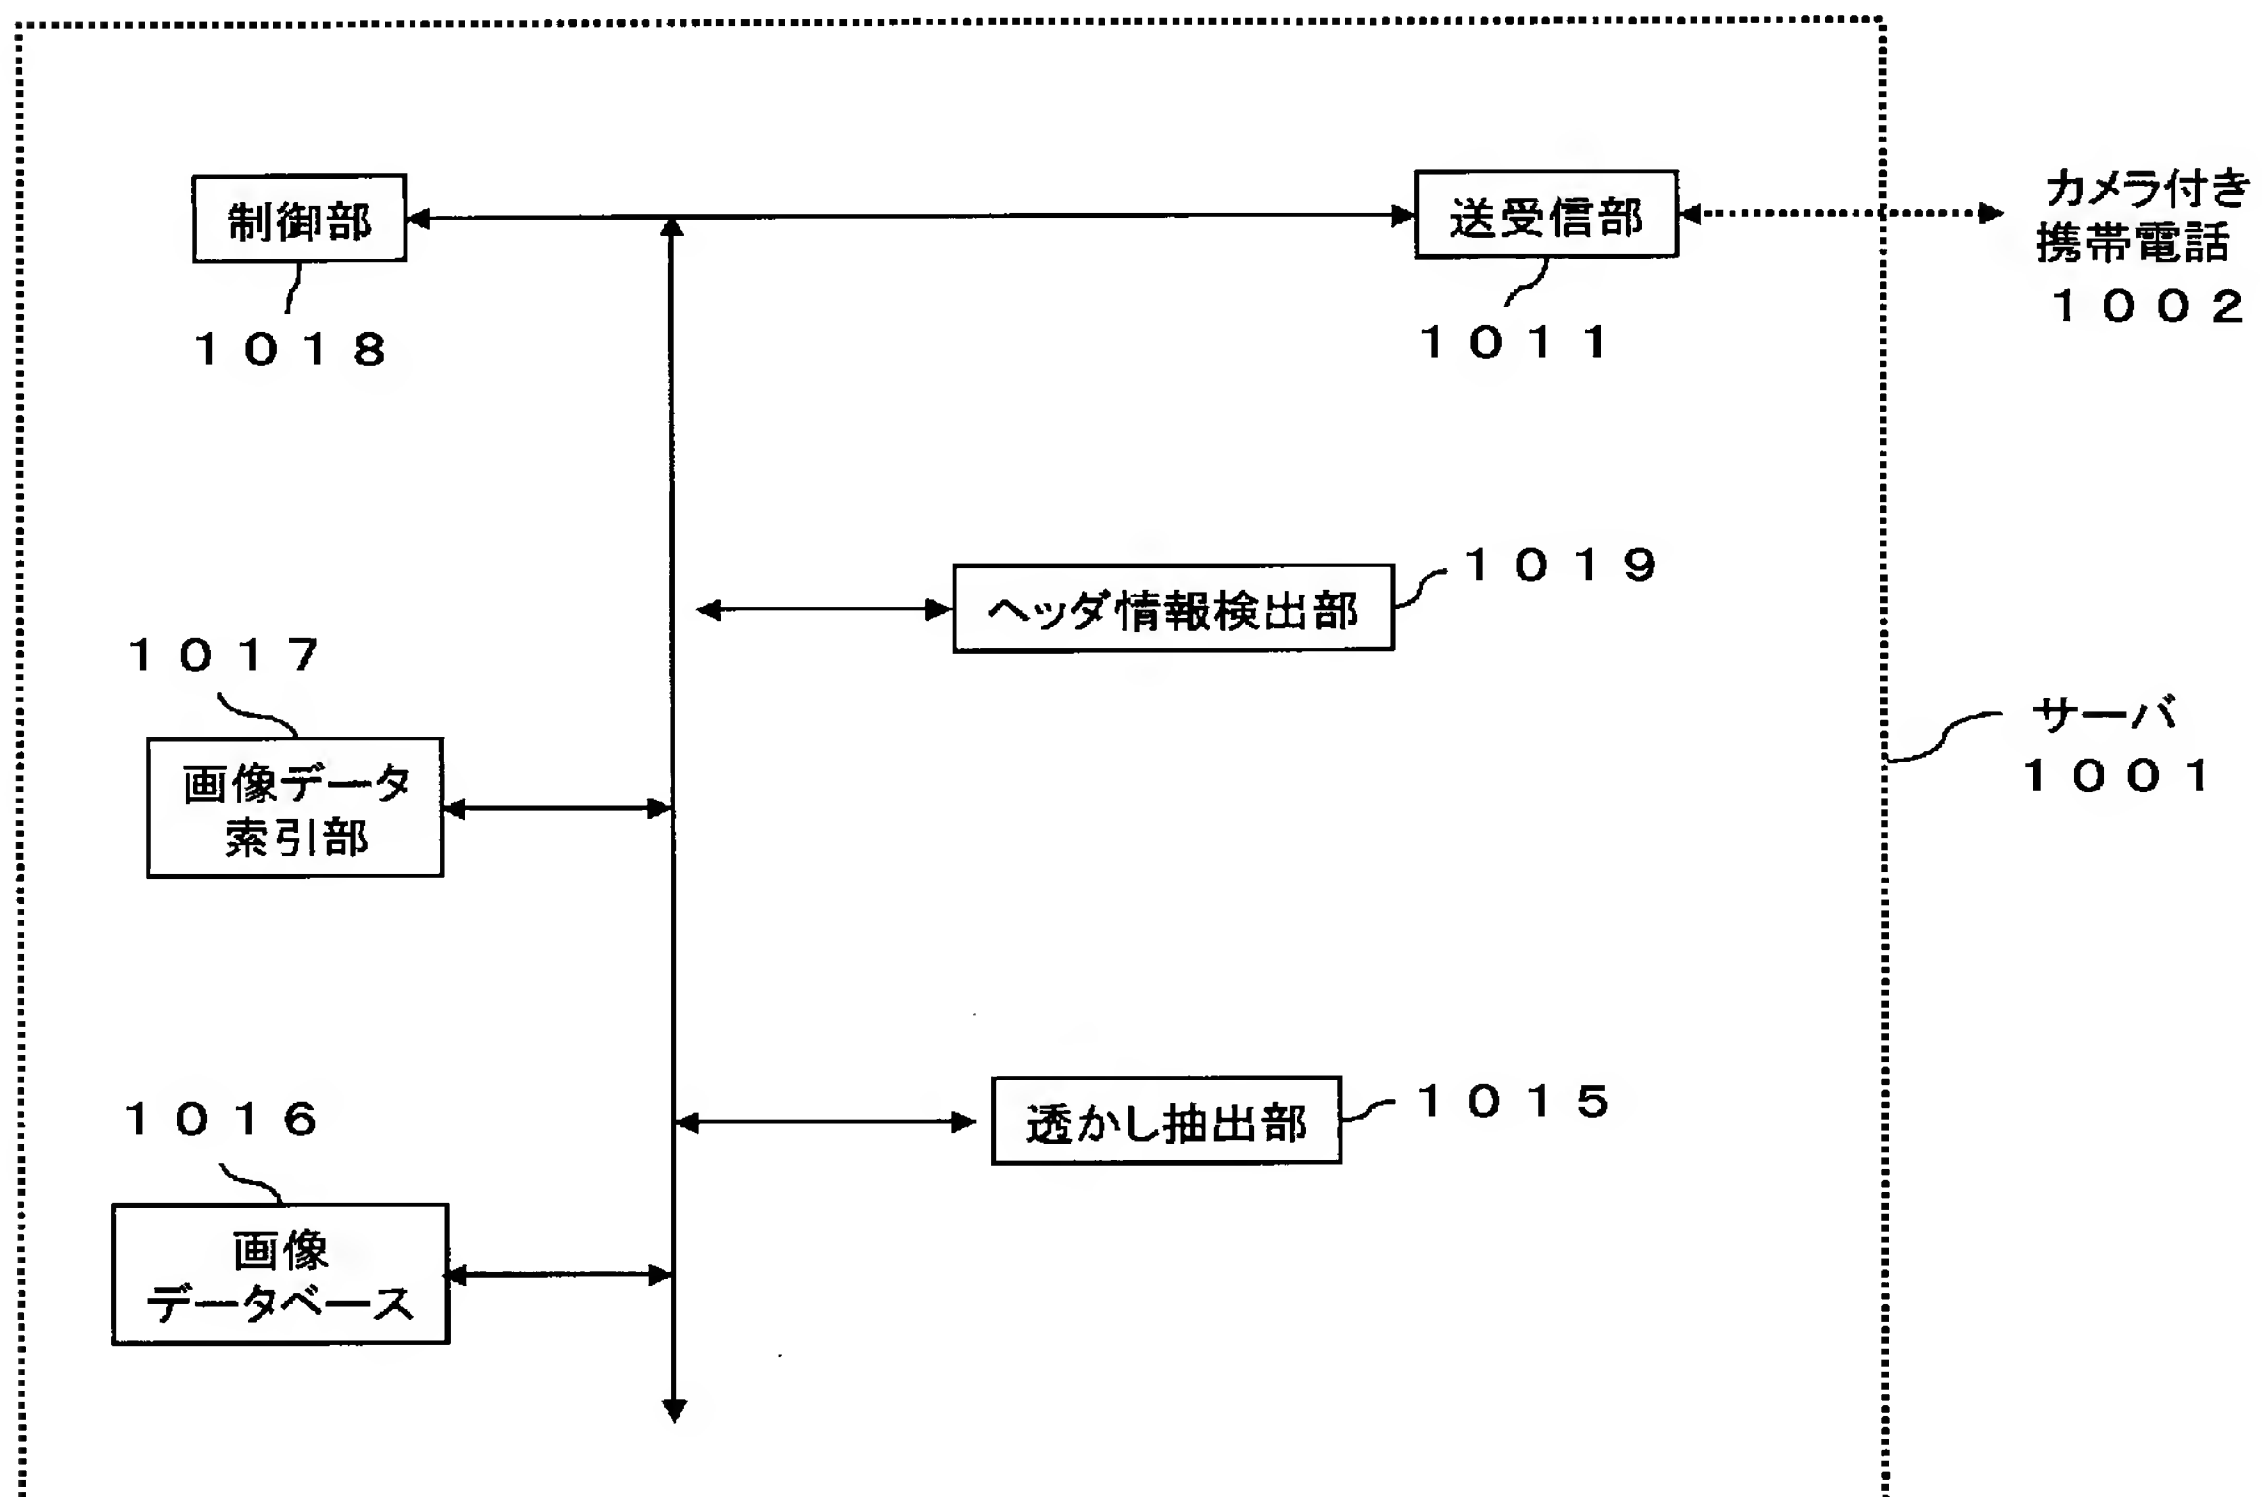 制御部
1018
送受信部
1011
カメラ付き
携帯電話
1002
ヘッダ情報検出部
1019
1017
画像データ
索引部
サーバ
1001
透かし抽出部
1015
1016
画像
データベース